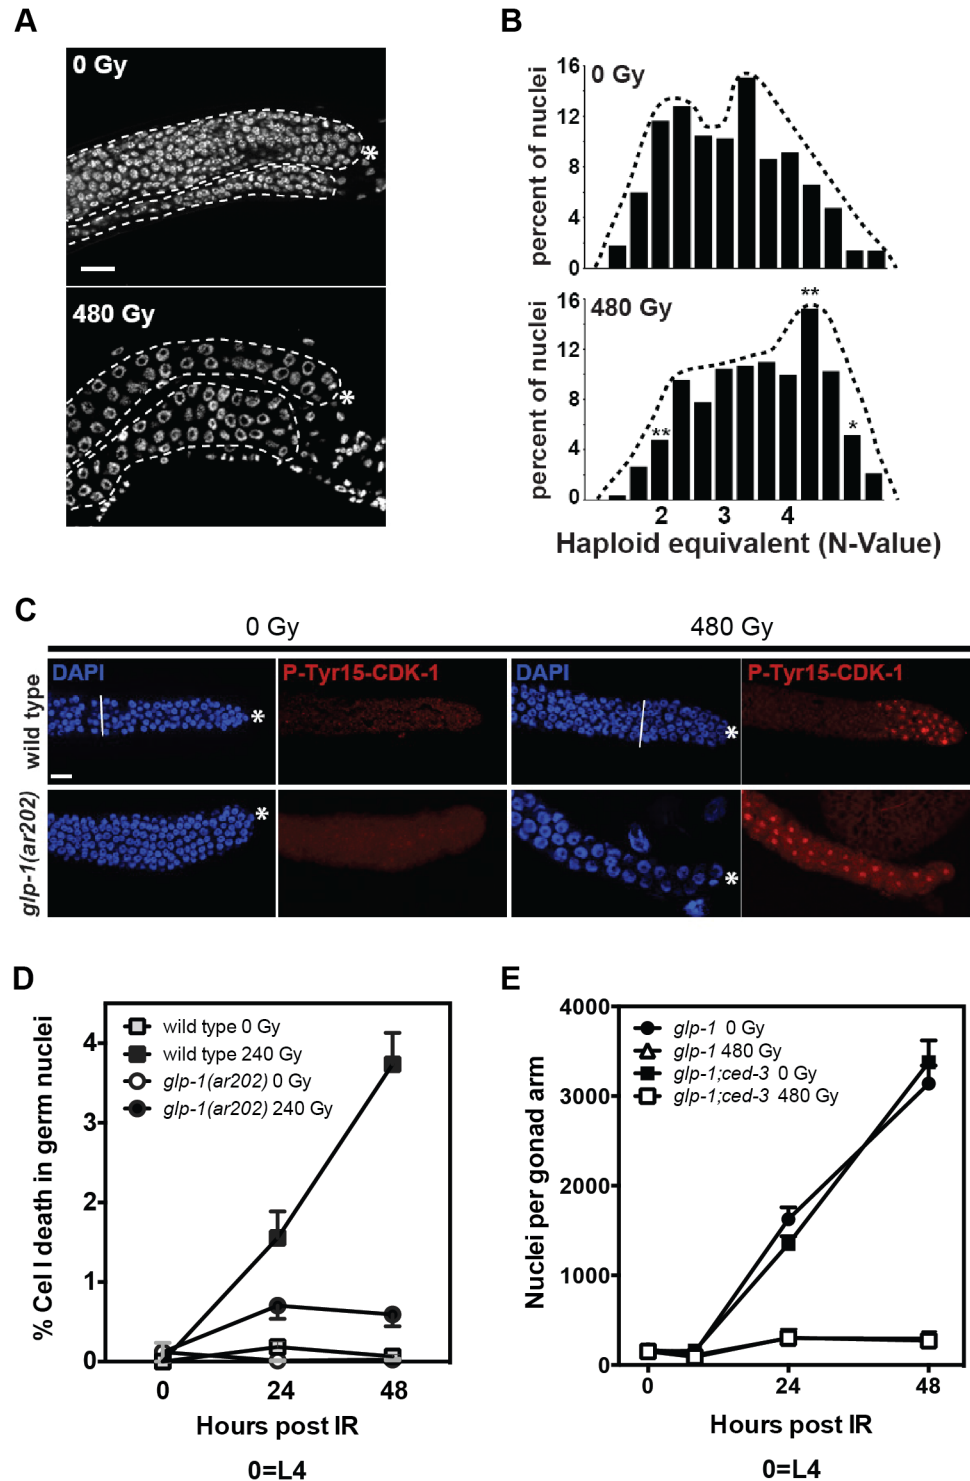 A
0 Gy
*
480 Gy
*
B
16
12
8
4
0
percent of nuclei
0 Gy
16
12
8
4
0
percent of nuclei
480 Gy
**
**
*
2 3 4
Haploid equivalent (N-Value)
C
0 Gy 480 Gy
wild type
DAPI P-Tyr15-CDK-1 DAPI P-Tyr15-CDK-1
* *
glp-1(ar202)
* *
D
% Cel l death in germ nuclei
4
3
2
1
0
wild type 0 Gy
wild type 240 Gy
glp-1(ar202) 0 Gy
glp-1(ar202) 240 Gy
0 24 48
Hours post IR
0=L4
E
Nuclei per gonad arm
4000
3000
2000
1000
0
glp-1 0 Gy
glp-1 480 Gy
glp-1;ced-3 0 Gy
glp-1;ced-3 480 Gy
0 24 48
Hours post IR
0=L4